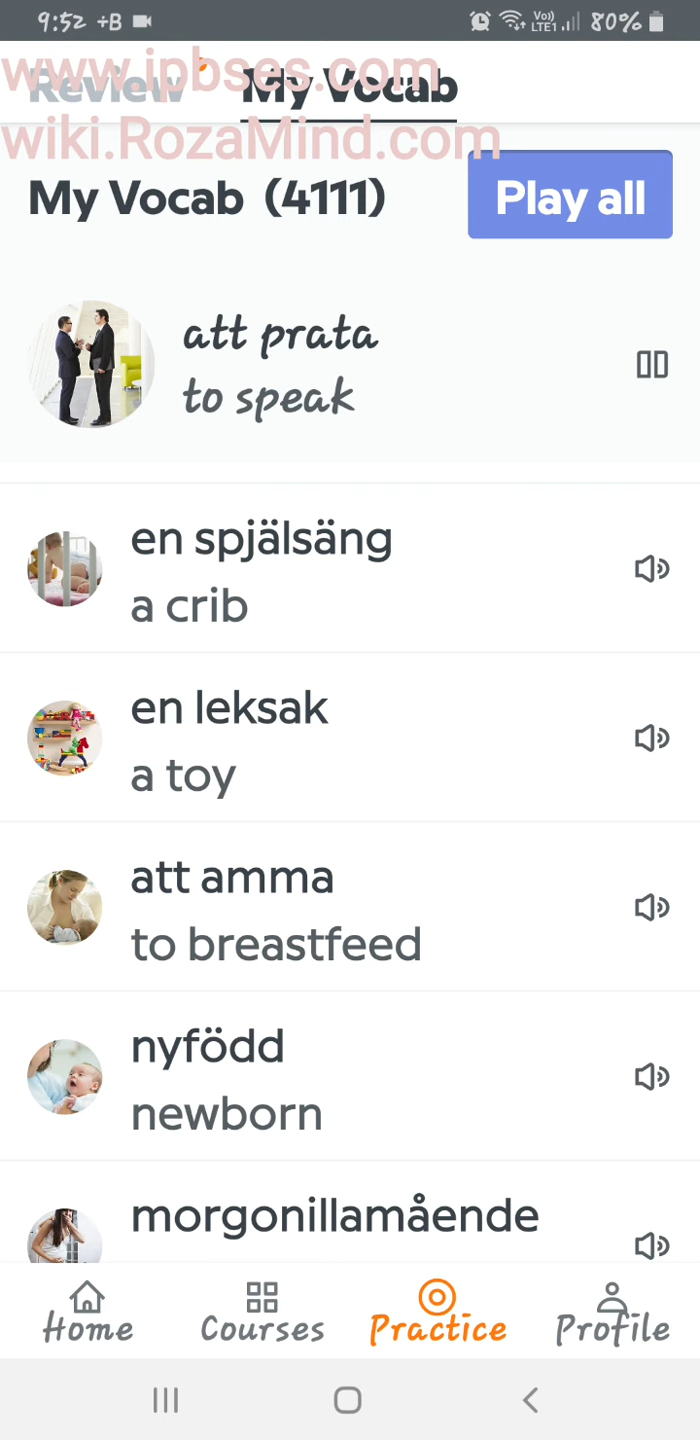 9:52 ÷B
Vo)) LTE1 80%
www.ipbses.com
Review My Vocab
wiki.RozaMind.com
My Vocab (4111)
Play all
att prata
to speak
en spjälsäng
a crib
en leksak
a toy
att amma
to breastfeed
nyfödd
newborn
morgonillamående
Home Courses Practice Profile